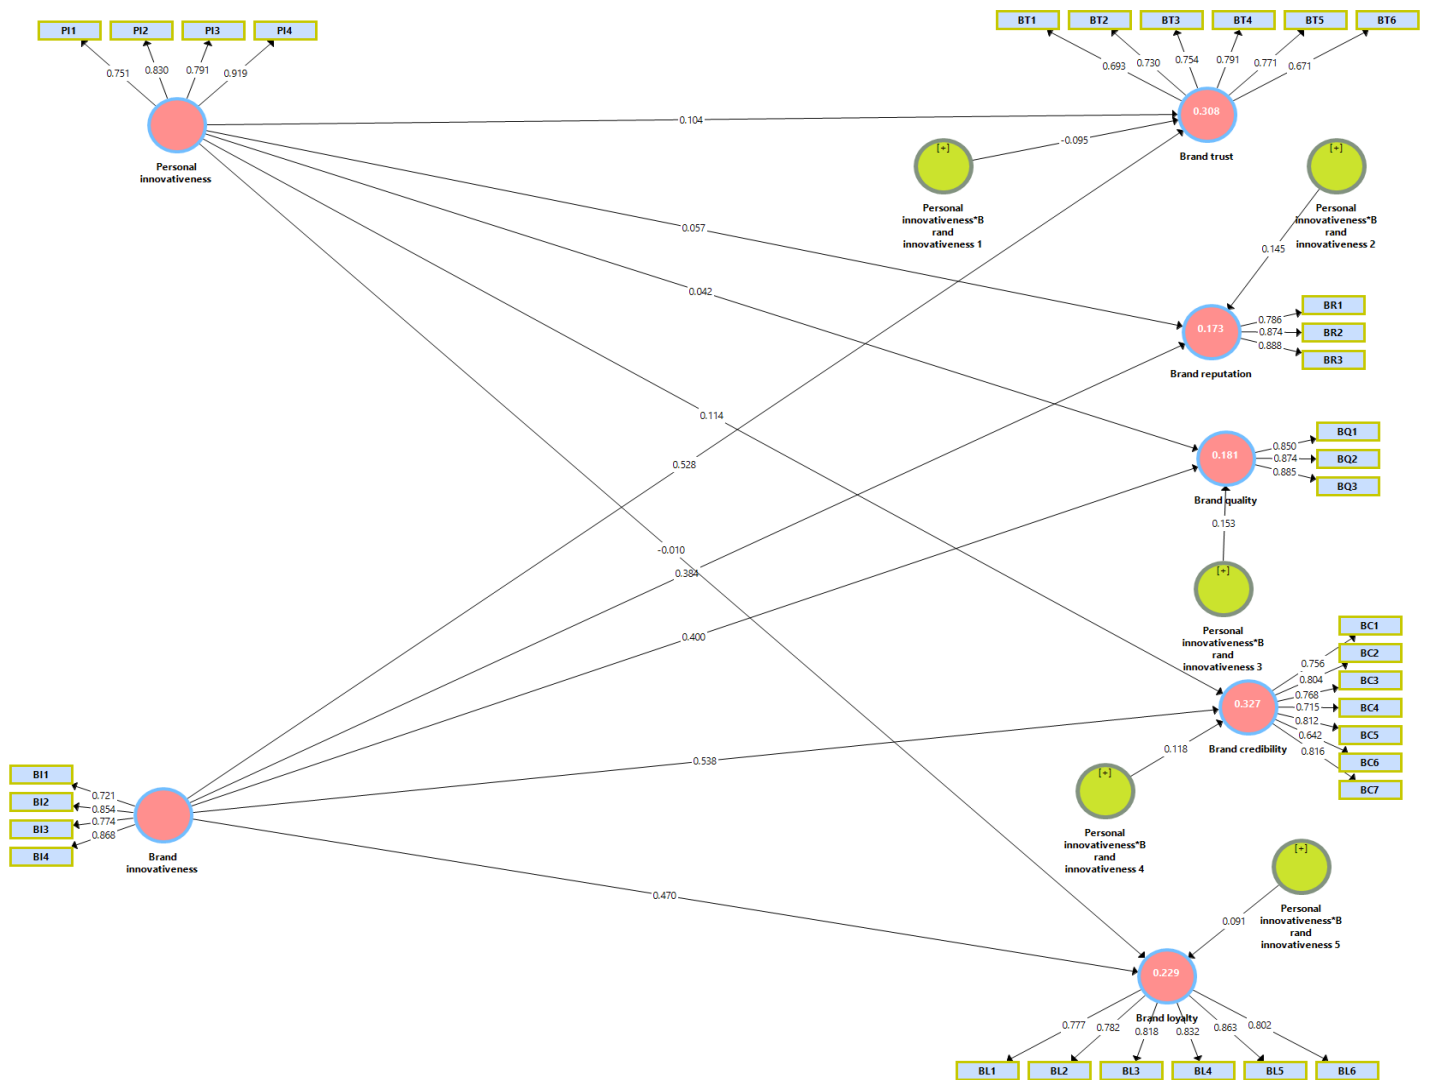 PI1
PI2
PI3
PI4
0.751
0.830
0.791
0.919
Personal
innovativeness
BT1
BT2
BT3
BT4
BT5
BT6
0.693
0.730
0.754
0.791
0.771
0.671
0.308
Brand trust
0.104
-0.095
[+]
Personal
innovativeness*B
rand
innovativeness 1
[+]
Personal
innovativeness*B
rand
innovativeness 2
0.145
0.057
0.042
0.173
Brand reputation
0.786
0.874
0.888
BR1
BR2
BR3
0.114
0.528
0.181
Brand quality
0.850
0.874
0.885
BQ1
BQ2
BQ3
0.153
[+]
Personal
innovativeness*B
rand
innovativeness 3
-0.010
0.384
0.400
0.327
Brand credibility
0.756
0.804
0.768
0.715
0.812
0.642
0.816
BC1
BC2
BC3
BC4
BC5
BC6
BC7
0.538
0.118
[+]
Personal
innovativeness*B
rand
innovativeness 4
BI1
BI2
BI3
BI4
0.721
0.854
0.774
0.868
Brand
innovativeness
0.470
[+]
Personal
innovativeness*B
rand
innovativeness 5
0.091
0.229
Brand loyalty
0.777
0.782
0.818
0.832
0.863
0.802
BL1
BL2
BL3
BL4
BL5
BL6